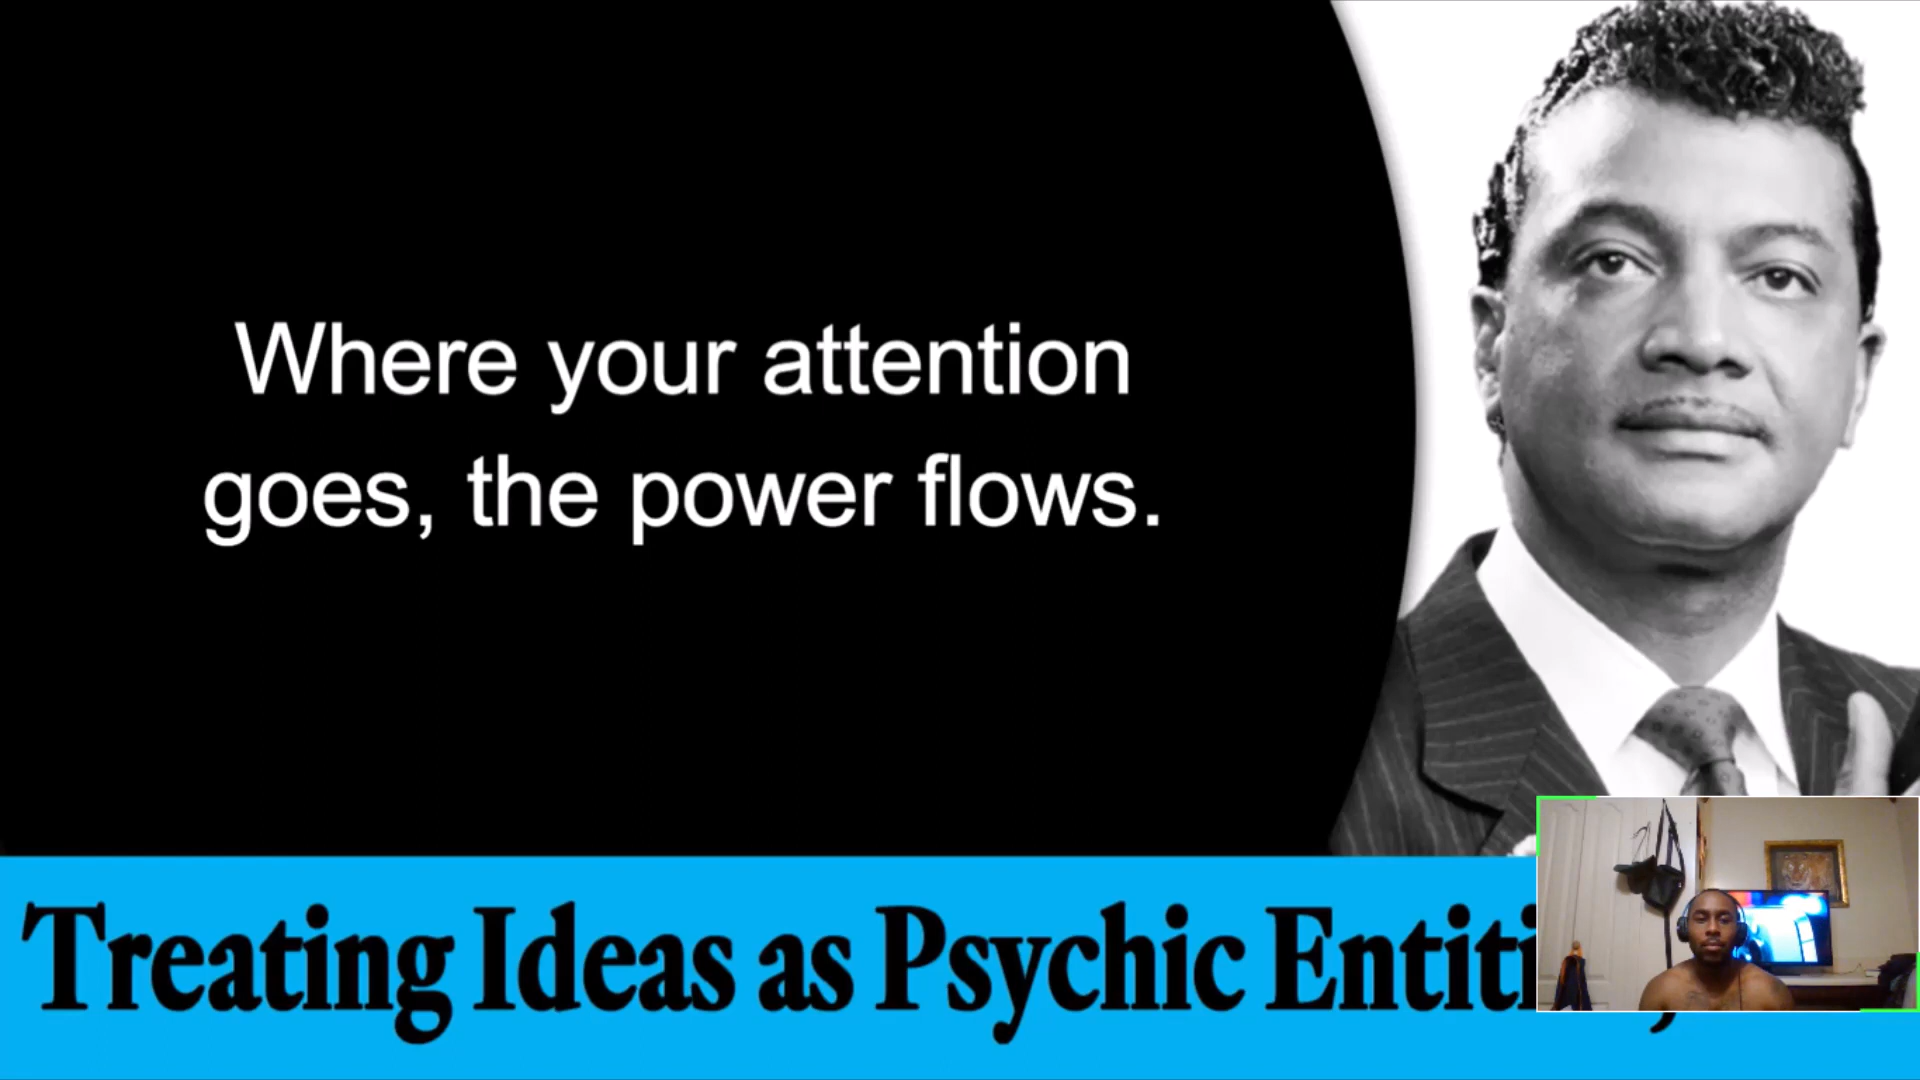 Where your attention
goes, the power flows.
Treating Ideas as Psychic